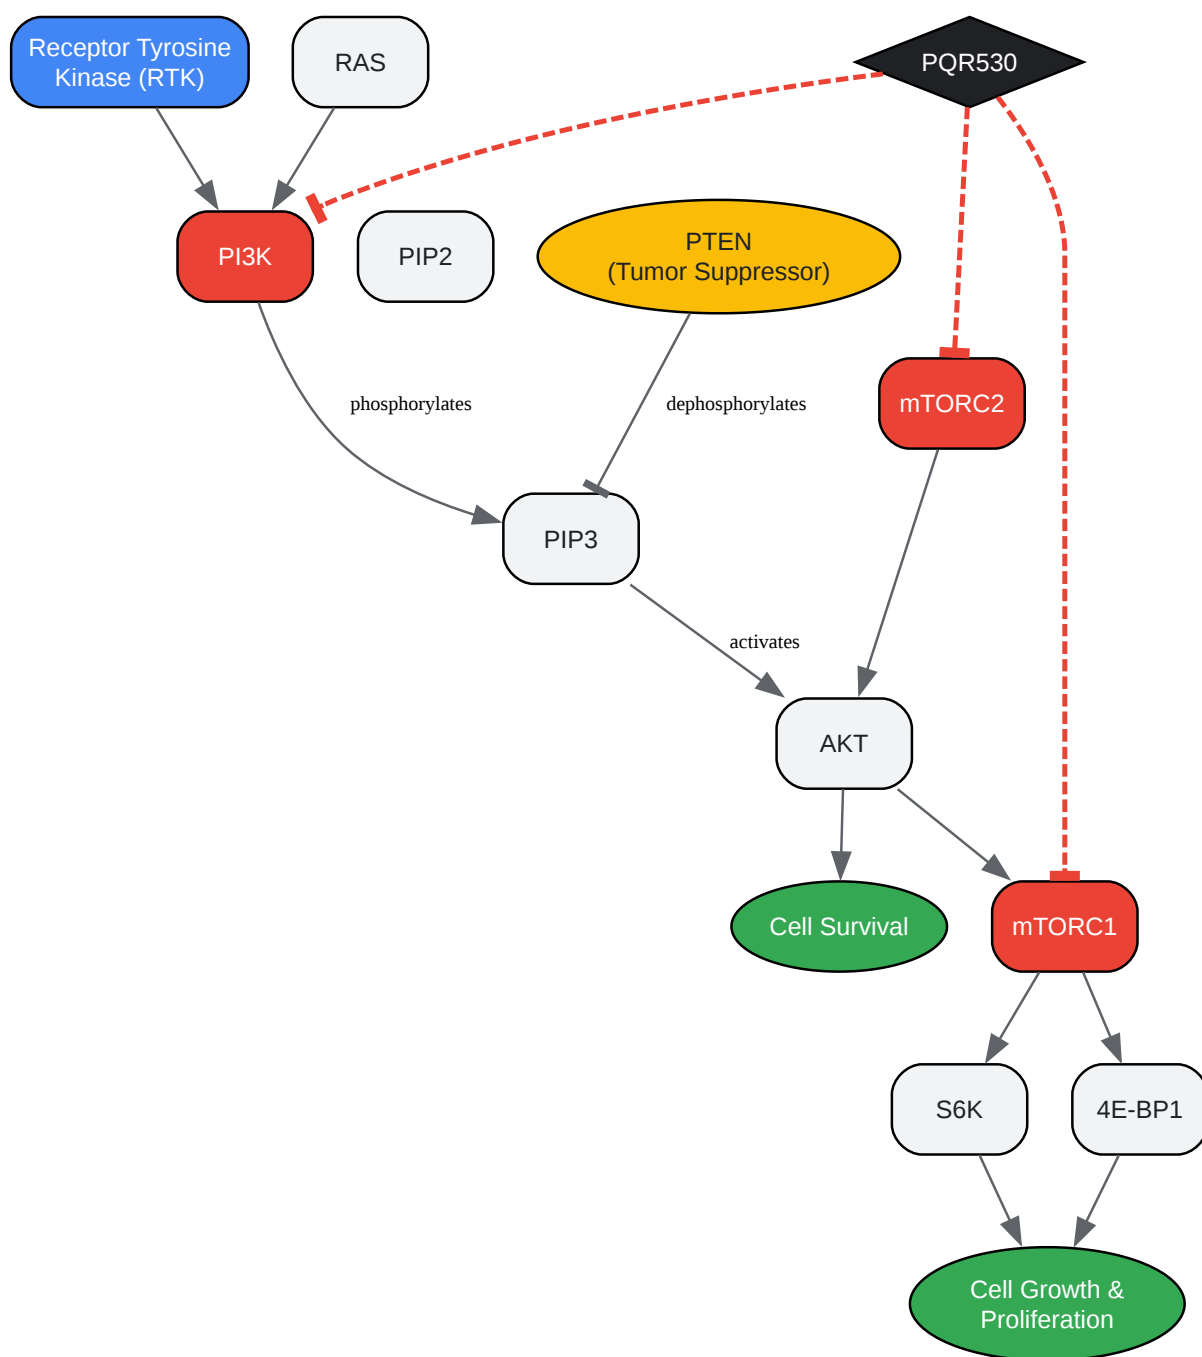 Receptor Tyrosine
Kinase (RTK)
RAS
PQR530
PI3K
PIP2
PTEN
(Tumor Suppressor)
phosphorylates
dephosphorylates
mTORC2
PIP3
activates
AKT
Cell Survival
mTORC1
S6K
4E-BP1
Cell Growth &
Proliferation